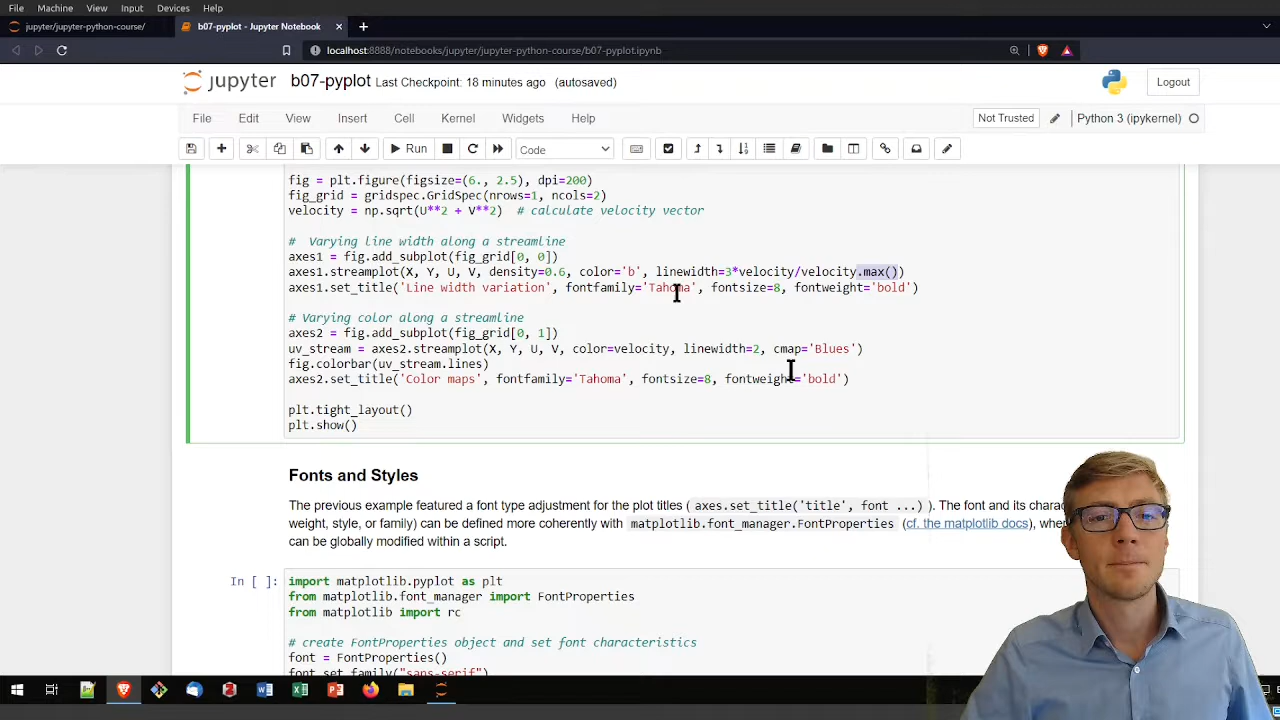 File Machine View Input Devices Help
jupyter/jupyter-python-course/
b07-pyplot - Jupyter Notebook
localhost:8888/notebooks/jupyter/jupyter-python-course/b07-pyplot.ipynb
jupyter b07-pyplot Last Checkpoint: 18 minutes ago (autosaved) Logout
File Edit View Insert Cell Kernel Widgets Help Not Trusted Python 3 (ipykernel)
Run Code
fig = plt.figure(figsize=(6., 2.5), dpi=200)
fig_grid = gridspec.GridSpec(nrows=1, ncols=2)
velocity = np.sqrt(U**2 + V**2)  # calculate velocity vector
#  Varying line width along a streamline
axes1 = fig.add_subplot(fig_grid[0, 0])
axes1.streamplot(X, Y, U, V, density=0.6, color='b', linewidth=3*velocity/velocity.max())
axes1.set_title('Line width variation', fontfamily='Tahoma', fontsize=8, fontweight='bold')
# Varying color along a streamline
axes2 = fig.add_subplot(fig_grid[0, 1])
uv_stream = axes2.streamplot(X, Y, U, V, color=velocity, linewidth=2, cmap='Blues')
fig.colorbar(uv_stream.lines)
axes2.set_title('Color maps', fontfamily='Tahoma', fontsize=8, fontweight='bold')
plt.tight_layout()
plt.show()
Fonts and Styles
The previous example featured a font type adjustment for the plot titles ( axes.set_title('title', font ...) ). The font and its
weight, style, or family) can be defined more coherently with matplotlib.font_manager.FontProperties (cf. the matplotlib docs),
can be globally modified within a script.
In [ ]: import matplotlib.pyplot as plt
from matplotlib.font_manager import FontProperties
from matplotlib import rc
# create FontProperties object and set font characteristics
font = FontProperties()
font.set_family("sans-serif")